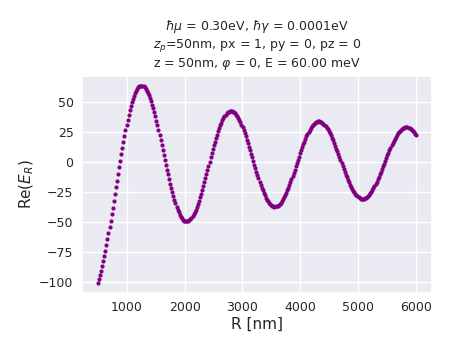 ℏμ = 0.30eV, ℏγ = 0.0001eV
z_p=50nm, px = 1, py = 0, pz = 0
z = 50nm, φ = 0, E = 60.00 meV
Re(E_R)
50
25
0
−25
−50
−75
−100
1000 2000 3000 4000 5000 6000
R [nm]